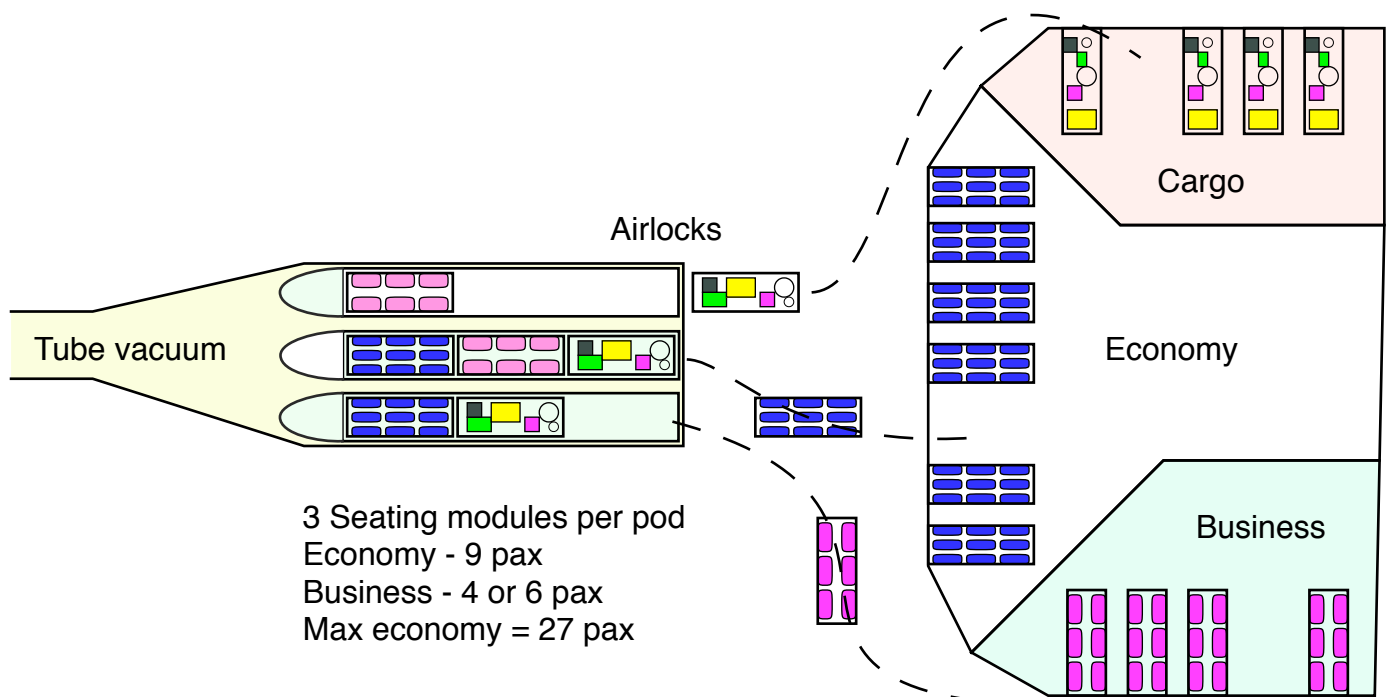 Airlocks
Cargo
Tube vacuum
Economy
3 Seating modules per pod
Economy - 9 pax
Business - 4 or 6 pax
Max economy = 27 pax
Business